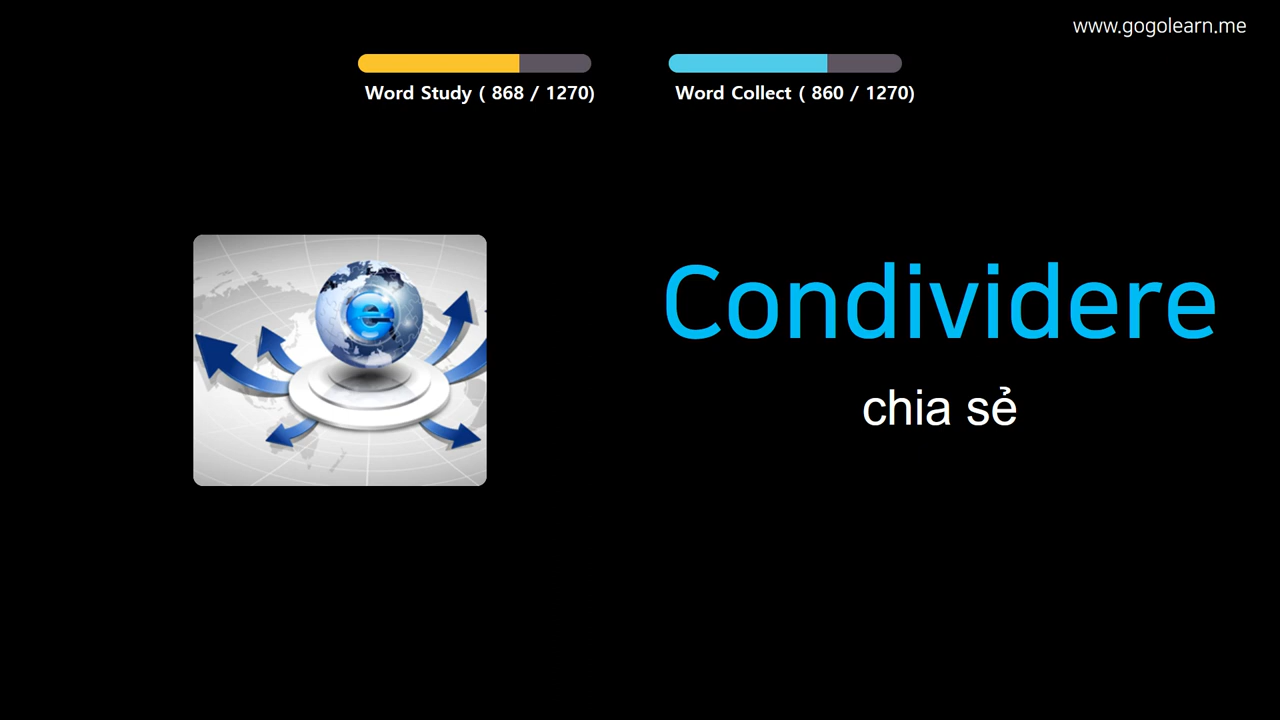 www.gogolearn.me
Word Study ( 868 / 1270)
Word Collect ( 860 / 1270)
e
Condividere
chia sẻ